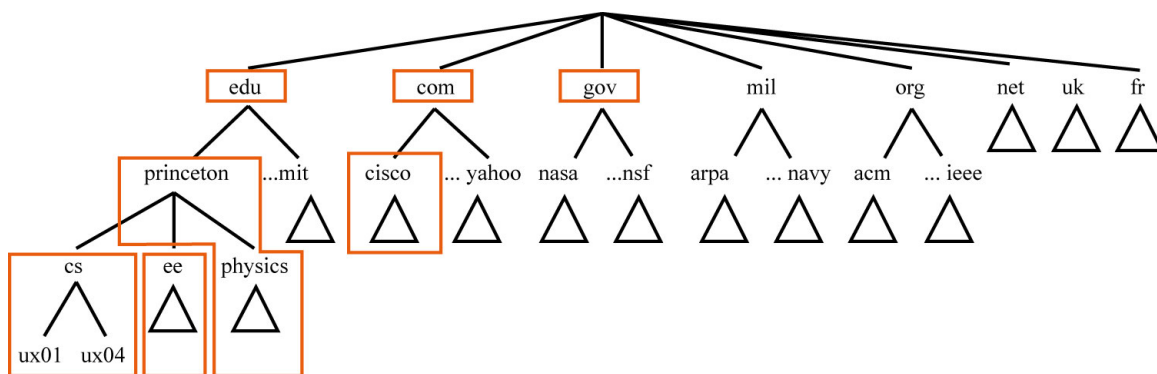 edu com gov mil org net uk fr
princeton ...mit cisco ... yahoo nasa ...nsf arpa ... navy acm ... ieee
cs ee physics
ux01 ux04